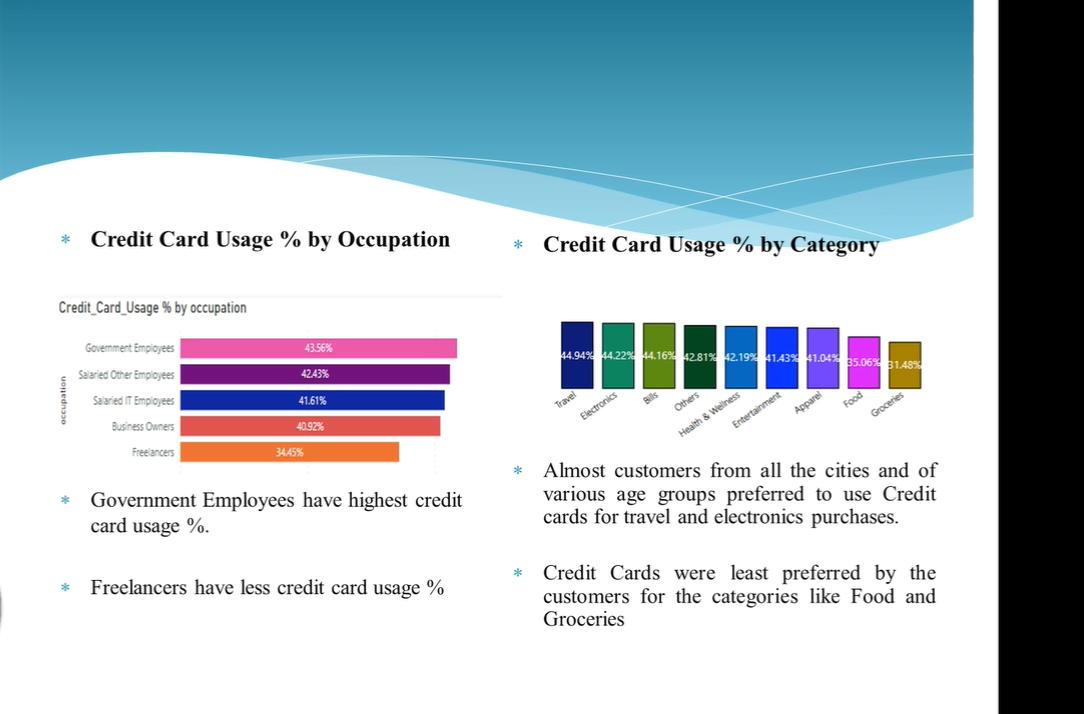 * Credit Card Usage % by Occupation
Credit_Card_Usage % by occupation
occupation
Government Employees 43.56%
Salaried Other Employees 42.43%
Salaried IT Employees 41.61%
Business Owners 40.92%
Freelancers 34.45%
* Government Employees have highest credit
card usage %.
* Freelancers have less credit card usage %
* Credit Card Usage % by Category
44.94% 44.22% 44.16% 42.81% 42.19% 41.43% 41.04% 35.06% 31.48%
Travel Electronics Bills Others Health & Wellness Entertainment Apparel Food Groceries
* Almost customers from all the cities and of
various age groups preferred to use Credit
cards for travel and electronics purchases.
* Credit Cards were least preferred by the
customers for the categories like Food and
Groceries